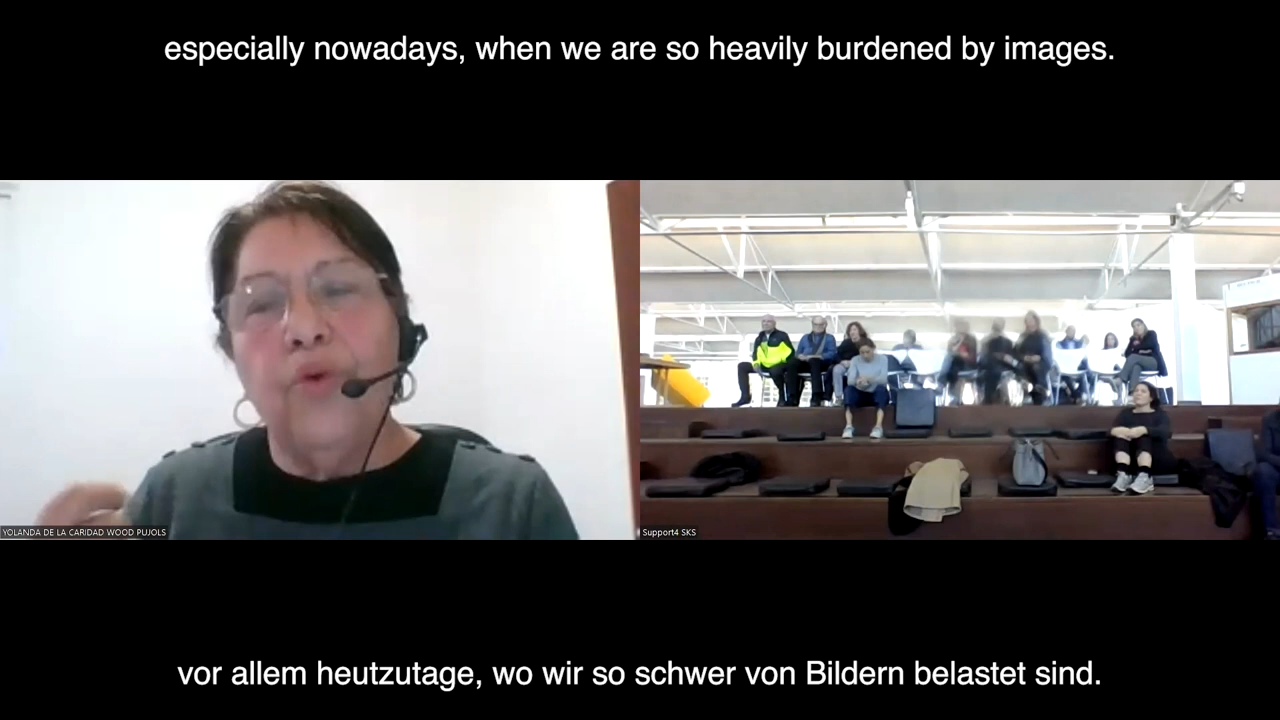 especially nowadays, when we are so heavily burdened by images.
YOLANDA DE LA CARIDAD WOOD PUJOLS
Support4 SKS
vor allem heutzutage, wo wir so schwer von Bildern belastet sind.